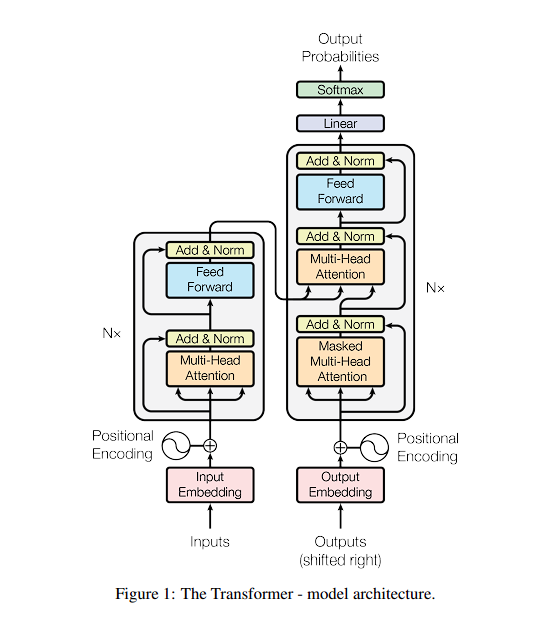 Output
Probabilities
Softmax
Linear
Add & Norm
Feed
Forward
Add & Norm
Multi-Head
Attention
Add & Norm
Masked
Multi-Head
Attention
Nx
Add & Norm
Feed
Forward
Nx
Add & Norm
Multi-Head
Attention
Positional
Encoding
Positional
Encoding
Input
Embedding
Output
Embedding
Inputs
Outputs
(shifted right)
Figure 1: The Transformer - model architecture.